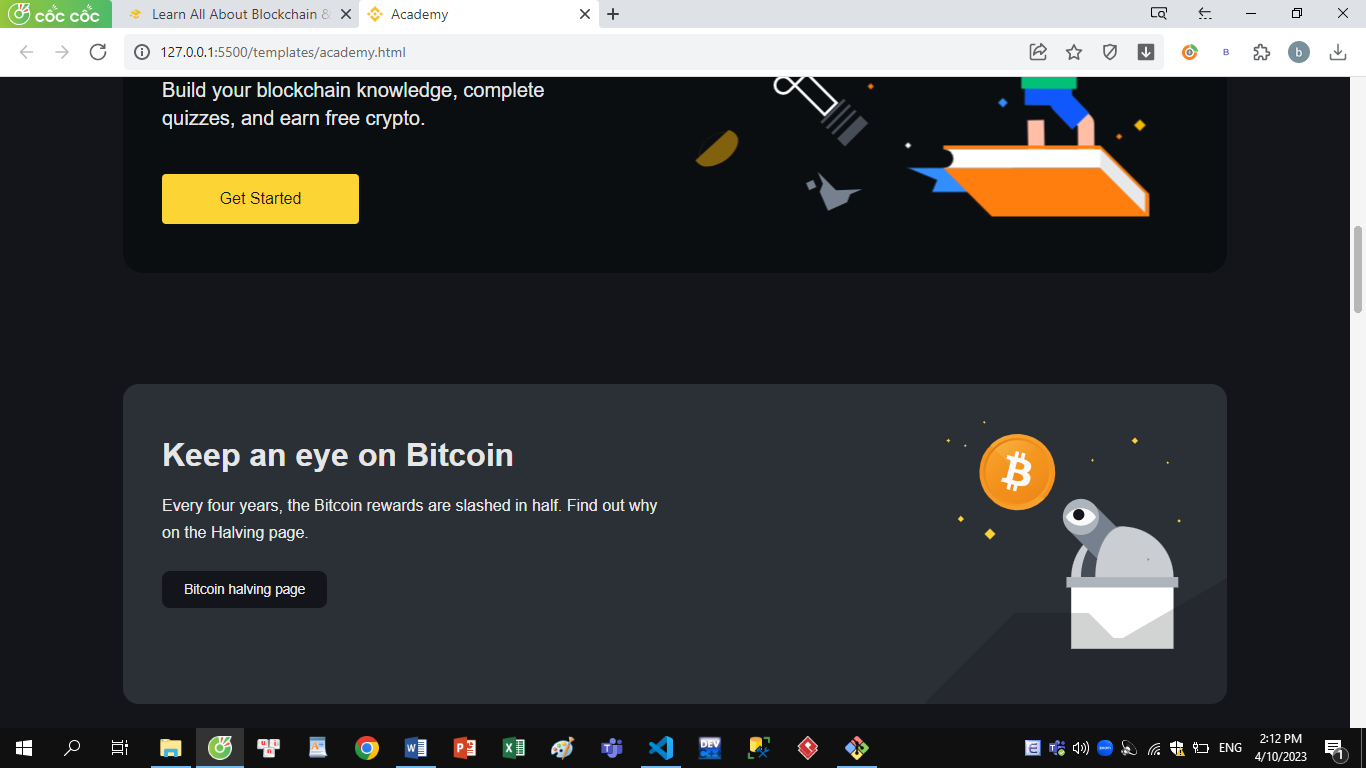 cốc cốc
Learn All About Blockchain &
Academy
127.0.0.1:5500/templates/academy.html
B
b
Build your blockchain knowledge, complete
quizzes, and earn free crypto.
Get Started
Keep an eye on Bitcoin
Every four years, the Bitcoin rewards are slashed in half. Find out why
on the Halving page.
Bitcoin halving page
DEV
ENG
2:12 PM
4/10/2023
1